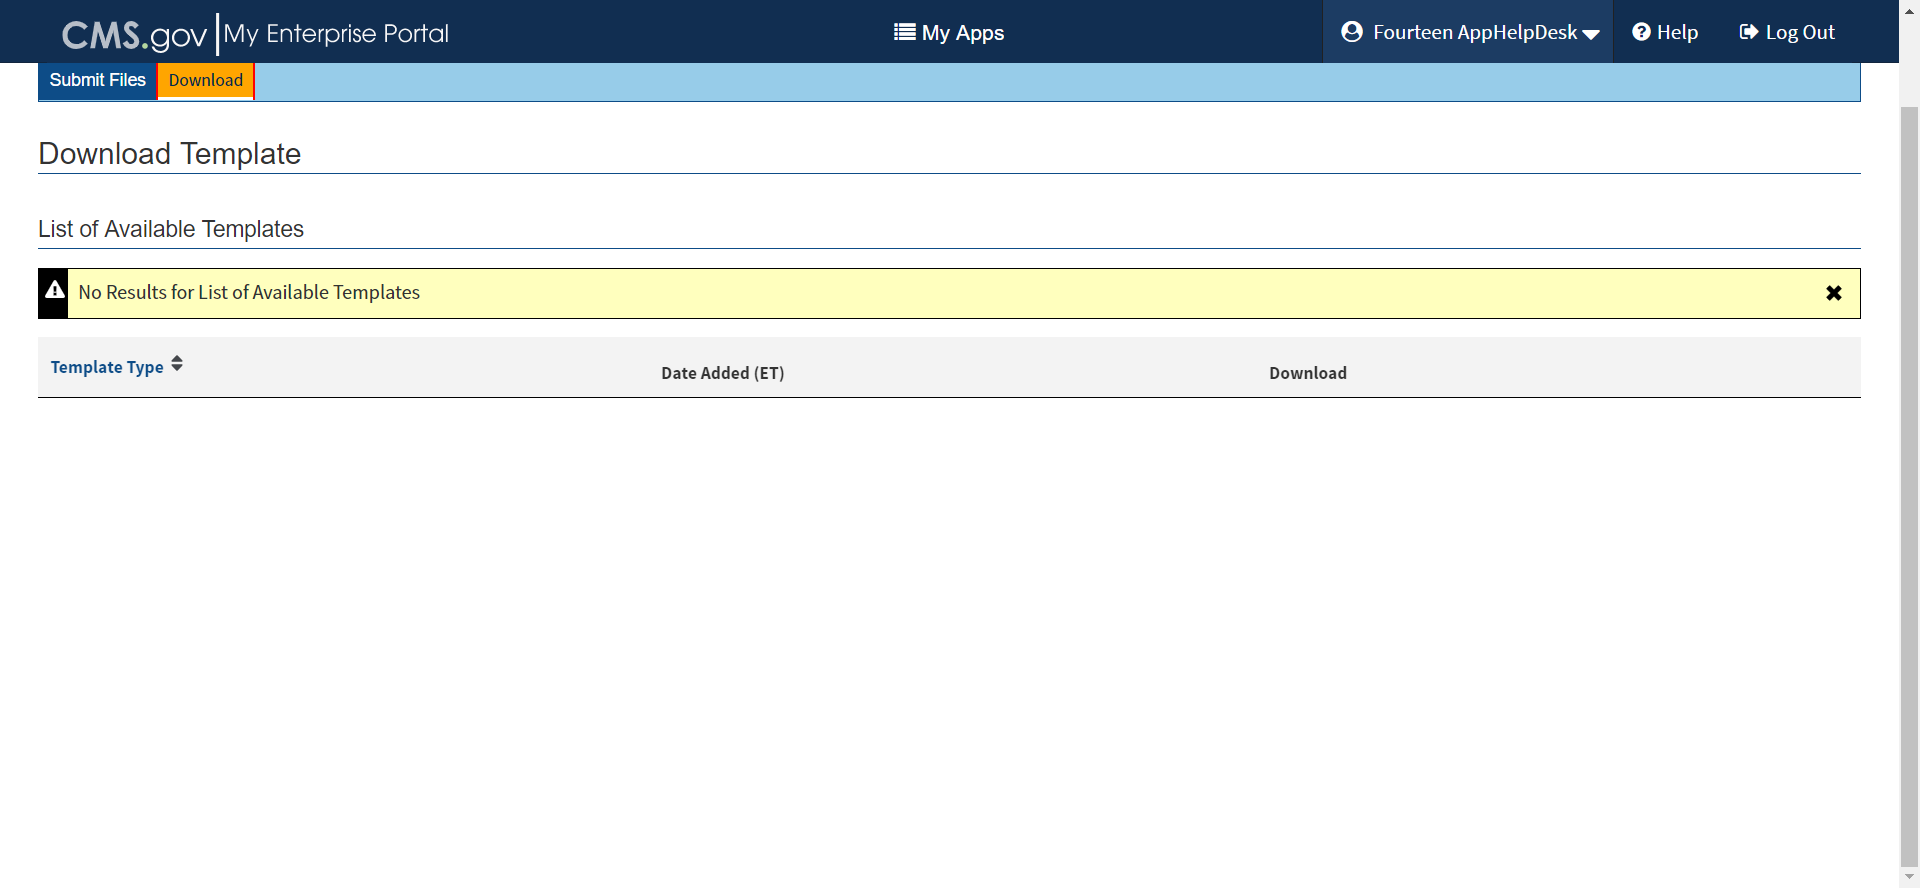 CMS.gov My Enterprise Portal
My Apps
Fourteen AppHelpDesk
Help
Log Out
Submit Files
Download
Download Template
List of Available Templates
No Results for List of Available Templates
Template Type
Date Added (ET)
Download